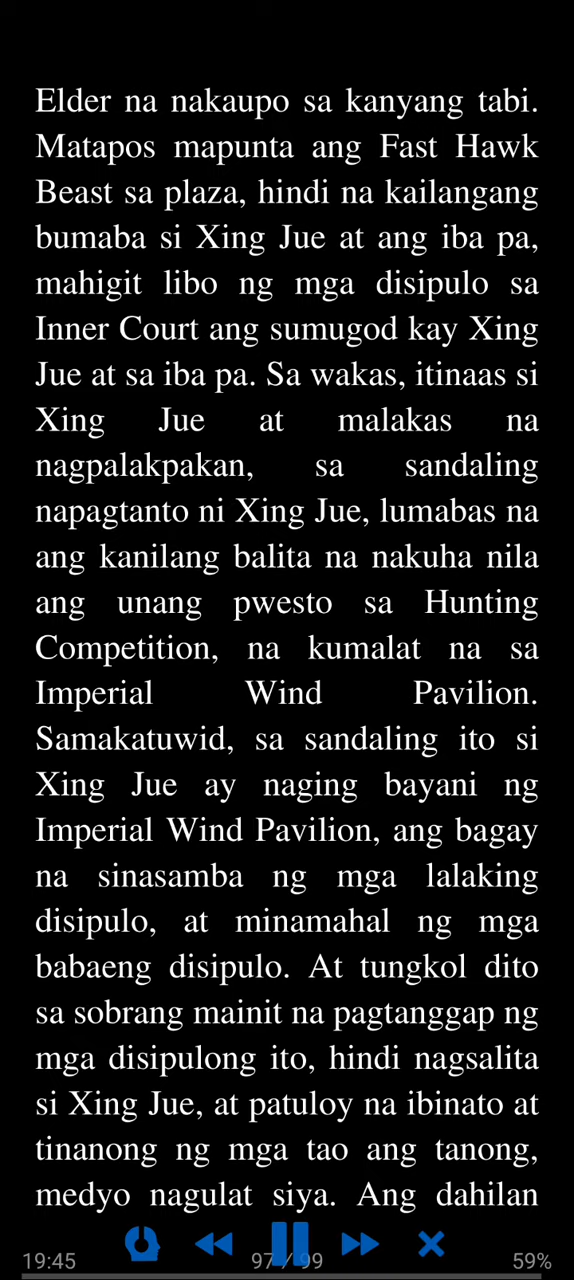 Elder na nakaupo sa kanyang tabi.
Matapos mapunta ang Fast Hawk
Beast sa plaza, hindi na kailangang
bumaba si Xing Jue at ang iba pa,
mahigit libo ng mga disipulo sa
Inner Court ang sumugod kay Xing
Jue at sa iba pa. Sa wakas, itinaas si
Xing Jue at malakas na
nagpalakpakan, sa sandaling
napagtanto ni Xing Jue, lumabas na
ang kanilang balita na nakuha nila
ang unang pwesto sa Hunting
Competition, na kumalat na sa
Imperial Wind Pavilion.
Samakatuwid, sa sandaling ito si
Xing Jue ay naging bayani ng
Imperial Wind Pavilion, ang bagay
na sinasamba ng mga lalaking
disipulo, at minamahal ng mga
babaeng disipulo. At tungkol dito
sa sobrang mainit na pagtanggap ng
mga disipulong ito, hindi nagsalita
si Xing Jue, at patuloy na ibinato at
tinanong ng mga tao ang tanong,
medyo nagulat siya. Ang dahilan
19:45 97 / 99 59%